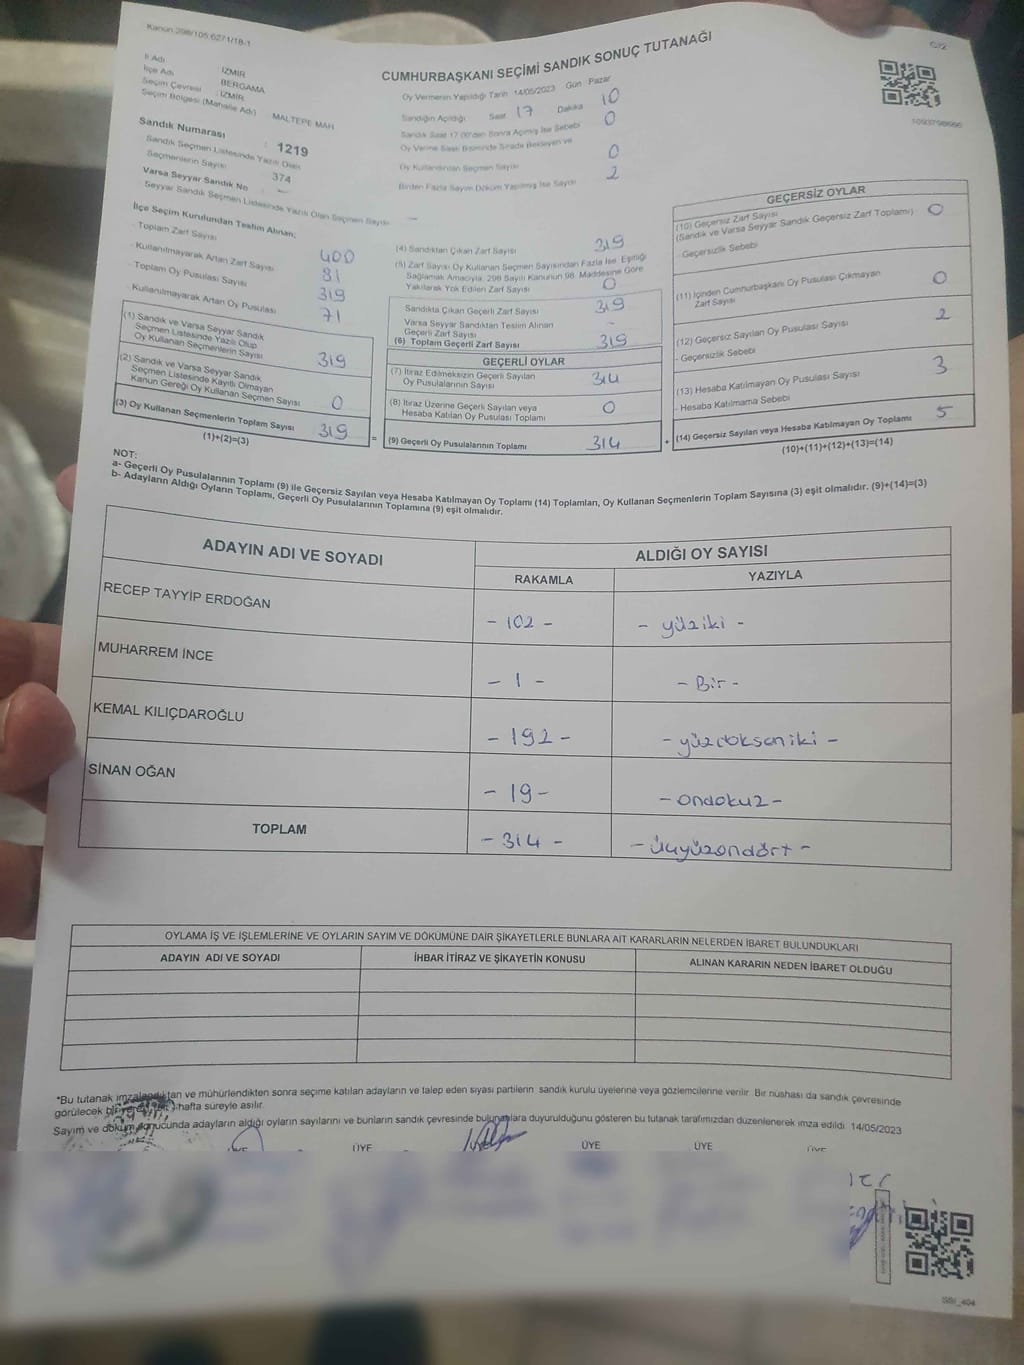 Kanun 298/105,6271/18-1
C1/2
CUMHURBAŞKANI SEÇİMİ SANDIK SONUÇ TUTANAĞI
İl Adı : İZMİR
İlçe Adı : BERGAMA
Seçim Çevresi : İZMİR
Seçim Bölgesi (Mahalle Adı) MALTEPE MAH
Sandık Numarası : 1219
Sandık Seçmen Listesinde Yazılı Olan
Seçmenlerin Sayısı 374
Varsa Seyyar Sandık No -
Seyyar Sandık Seçmen Listesinde Yazılı Olan Seçmen Sayısı -
Oy Vermenin Yapıldığı Tarih 14/05/2023 Gün Pazar
Sandığın Açıldığı Saat 17 Dakika 10
Sandık Saat 17.00'den Sonra Açılmış İse Sebebi 0
Oy Verme Saati Bitiminde Sırada Bekleyen ve
Oy Kullandırılan Seçmen Sayısı 0
Birden Fazla Sayım Döküm Yapılmış İse Sayısı 2
İlçe Seçim Kurulundan Teslim Alınan;
- Toplam Zarf Sayısı 400
- Kullanılmayarak Artan Zarf Sayısı 81
- Toplam Oy Pusulası Sayısı 319
- Kullanılmayarak Artan Oy Pusulası 71
(1) Sandık ve Varsa Seyyar Sandık
Seçmen Listesinde Yazılı Olup
Oy Kullanan Seçmenlerin Sayısı 319
(2) Sandık ve Varsa Seyyar Sandık
Seçmen Listesinde Kayıtlı Olmayan
Kanun Gereği Oy Kullanan Seçmen Sayısı 0
(3) Oy Kullanan Seçmenlerin Toplam Sayısı 319
(1)+(2)=(3)
(4) Sandıktan Çıkan Zarf Sayısı 319
(5) Zarf Sayısı Oy Kullanan Seçmen Sayısından Fazla İse, Eşitliği
Sağlamak Amacıyla, 298 Sayılı Kanunun 98. Maddesine Göre
Yakılarak Yok Edilen Zarf Sayısı 0
Sandıkta Çıkan Geçerli Zarf Sayısı 319
Varsa Seyyar Sandıktan Teslim Alınan
Geçerli Zarf Sayısı -
(6) Toplam Geçerli Zarf Sayısı 319
GEÇERLİ OYLAR
(7) İtiraz Edilmeksizin Geçerli Sayılan
Oy Pusulalarının Sayısı 314
(8) İtiraz Üzerine Geçerli Sayılan veya
Hesaba Katılan Oy Pusulası Toplamı 0
= (9) Geçerli Oy Pusulalarının Toplamı 314 +
GEÇERSİZ OYLAR
(10) Geçersiz Zarf Sayısı
(Sandık ve Varsa Seyyar Sandık Geçersiz Zarf Toplamı) 0
- Geçersizlik Sebebi
(11) İçinden Cumhurbaşkanı Oy Pusulası Çıkmayan
Zarf Sayısı 0
(12) Geçersiz Sayılan Oy Pusulası Sayısı 2
- Geçersizlik Sebebi
(13) Hesaba Katılmayan Oy Pusulası Sayısı 3
- Hesaba Katılmama Sebebi
(14) Geçersiz Sayılan veya Hesaba Katılmayan Oy Toplamı 5
(10)+(11)+(12)+(13)=(14)
NOT:
a- Geçerli Oy Pusulalarının Toplamı (9) ile Geçersiz Sayılan veya Hesaba Katılmayan Oy Toplamı (14) Toplamları, Oy Kullanan Seçmenlerin Toplam Sayısına (3) eşit olmalıdır. (9)+(14)=(3)
b- Adayların Aldığı Oyların Toplamı, Geçerli Oy Pusulalarının Toplamına (9) eşit olmalıdır.
ADAYIN ADI VE SOYADI ALDIĞI OY SAYISI
RAKAMLA YAZIYLA
RECEP TAYYİP ERDOĞAN - 102 - - yüziki -
MUHARREM İNCE - 1 - - Bir -
KEMAL KILIÇDAROĞLU - 192 - - yüzdoksaniki -
SİNAN OĞAN - 19 - - ondokuz -
TOPLAM - 314 - - üçyüzondört -
OYLAMA İŞ VE İŞLEMLERİNE VE OYLARIN SAYIM VE DÖKÜMÜNE DAİR ŞİKAYETLERLE BUNLARA AİT KARARLARIN NELERDEN İBARET BULUNDUKLARI
ADAYIN ADI VE SOYADI İHBAR İTİRAZ VE ŞİKAYETİN KONUSU ALINAN KARARIN NEDEN İBARET OLDUĞU
*Bu tutanak imzalandıktan ve mühürlendikten sonra seçime katılan adayların ve talep eden siyasi partilerin sandık kurulu üyelerine veya gözlemcilerine verilir. Bir nüshası da sandık çevresinde
görülecek bir yere hafta süreyle asılır.
Sayım ve döküm sonucunda adayların aldığı oyların sayılarını ve bunların sandık çevresinde bulunanlara duyurulduğunu gösteren bu tutanak tarafımızdan düzenlenerek imza edildi. 14/05/2023
ÜYE ÜYE ÜYE ÜYE